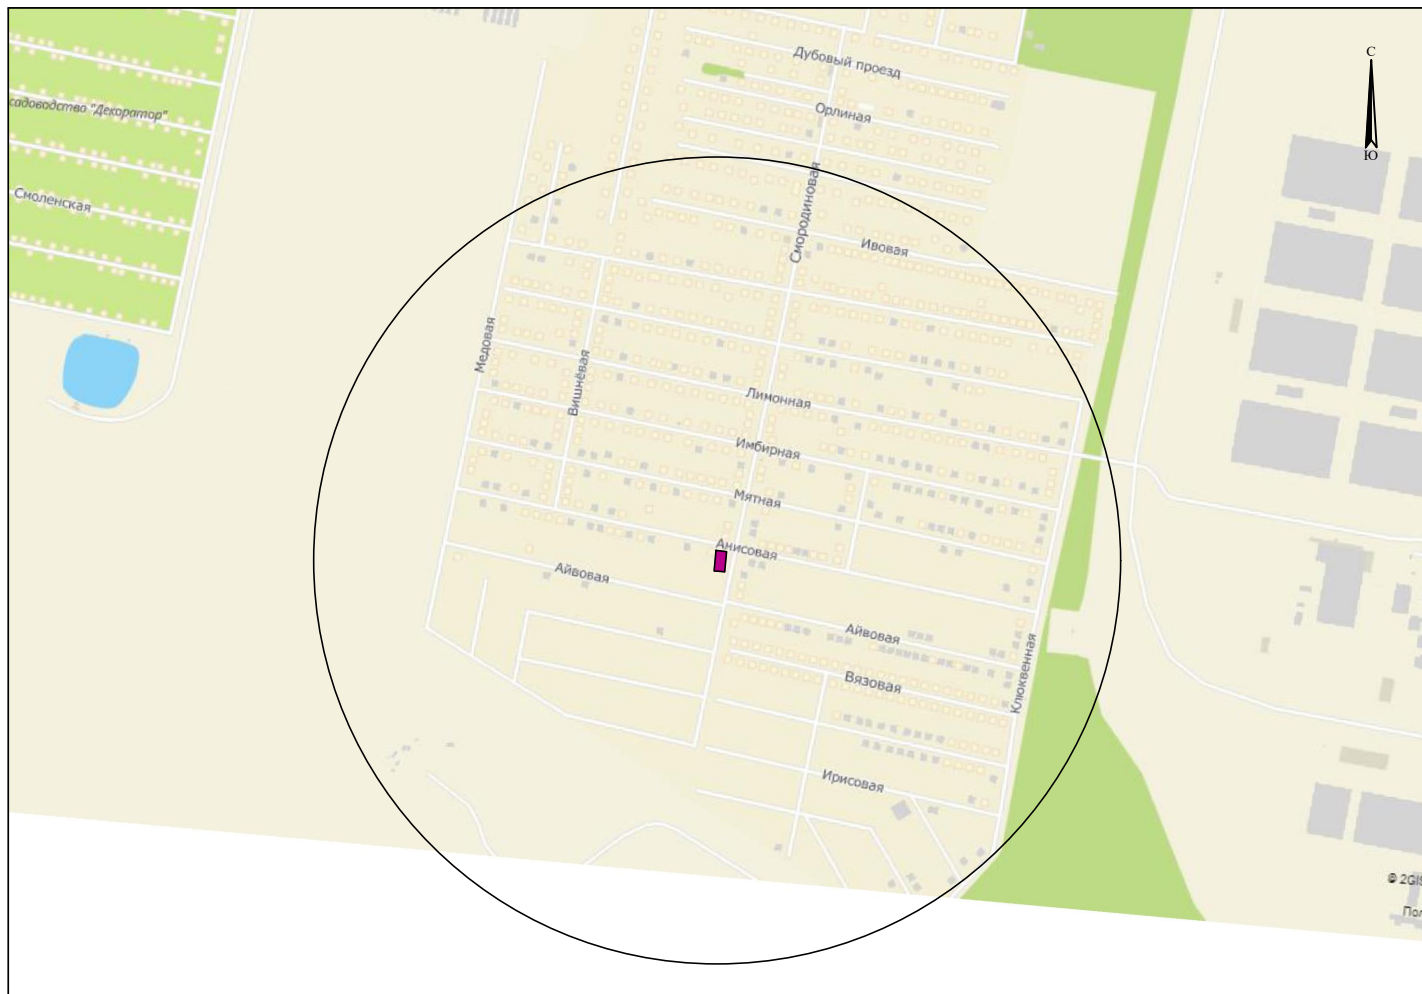 Дубовый проезд
С
садоводство "Декоратор"
Орлиная
Ю
Смоленская
Смородиновая
Ивовая
Медовая
Вишнёвая
Лимонная
Имбирная
Мятная
Анисовая
Айвовая
Айвовая
Клюквенная
Вязовая
Ирисовая
© 2GIS
Пол